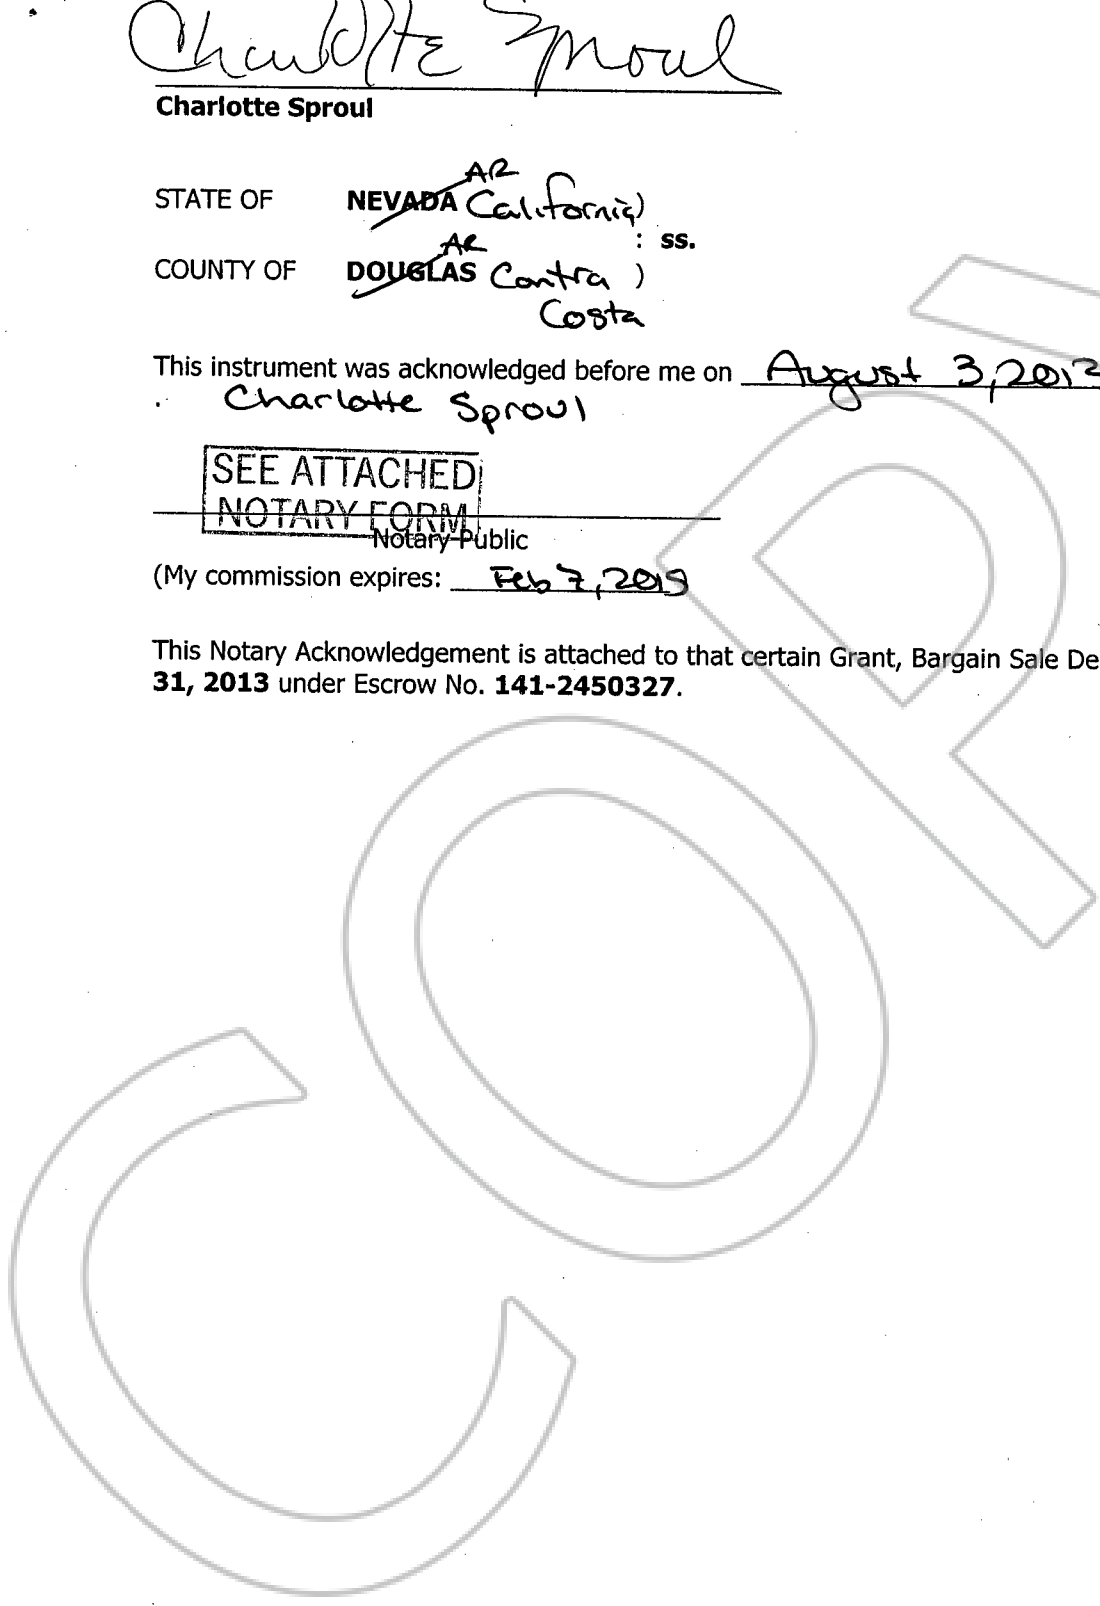 Charlotte Sproul
Charlotte Sproul
AR
STATE OF NEVADA California)
: ss.
AR
COUNTY OF DOUGLAS Contra )
Costa
This instrument was acknowledged before me on August 3, 201
Charlotte Sproul
SEE ATTACHED
NOTARY FORM
Notary Public
(My commission expires: Feb 7, 2015
This Notary Acknowledgement is attached to that certain Grant, Bargain Sale De
31, 2013 under Escrow No. 141-2450327.
COPY